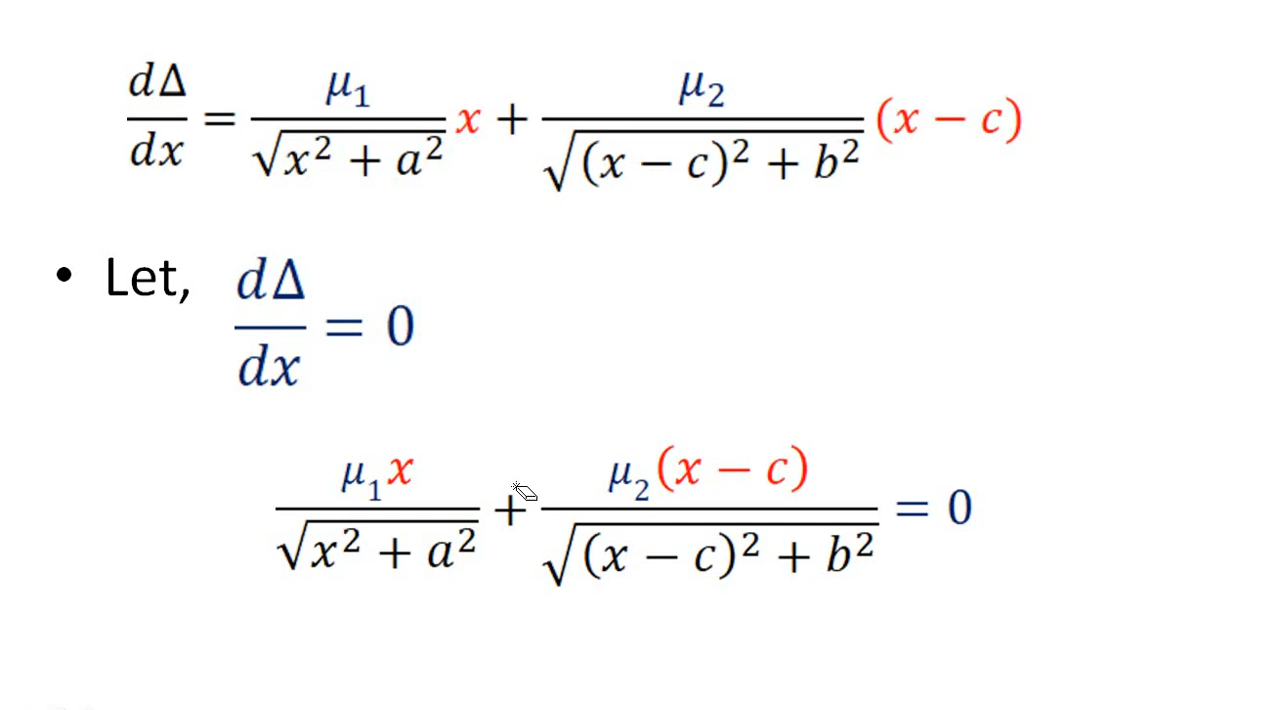 dΔ/dx = μ₁/√(x² + a²) x + μ₂/√((x − c)² + b²) (x − c)
• Let, dΔ/dx = 0
μ₁x/√(x² + a²) + μ₂(x − c)/√((x − c)² + b²) = 0